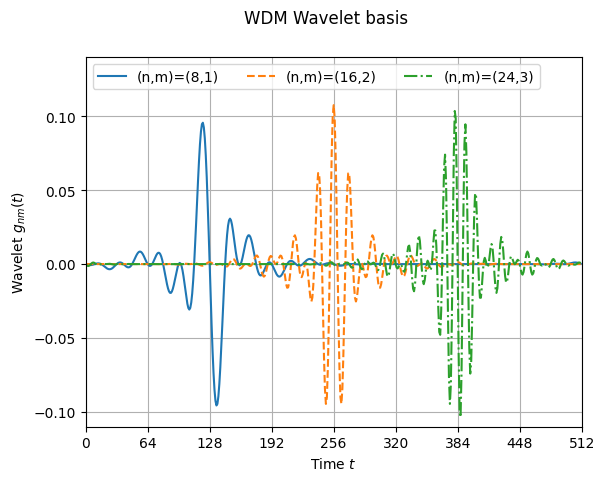 WDM Wavelet basis
(n,m)=(8,1) (n,m)=(16,2) (n,m)=(24,3)
0.10
0.05
0.00
−0.05
−0.10
Wavelet gₙₘ(t)
0 64 128 192 256 320 384 448 512
Time t